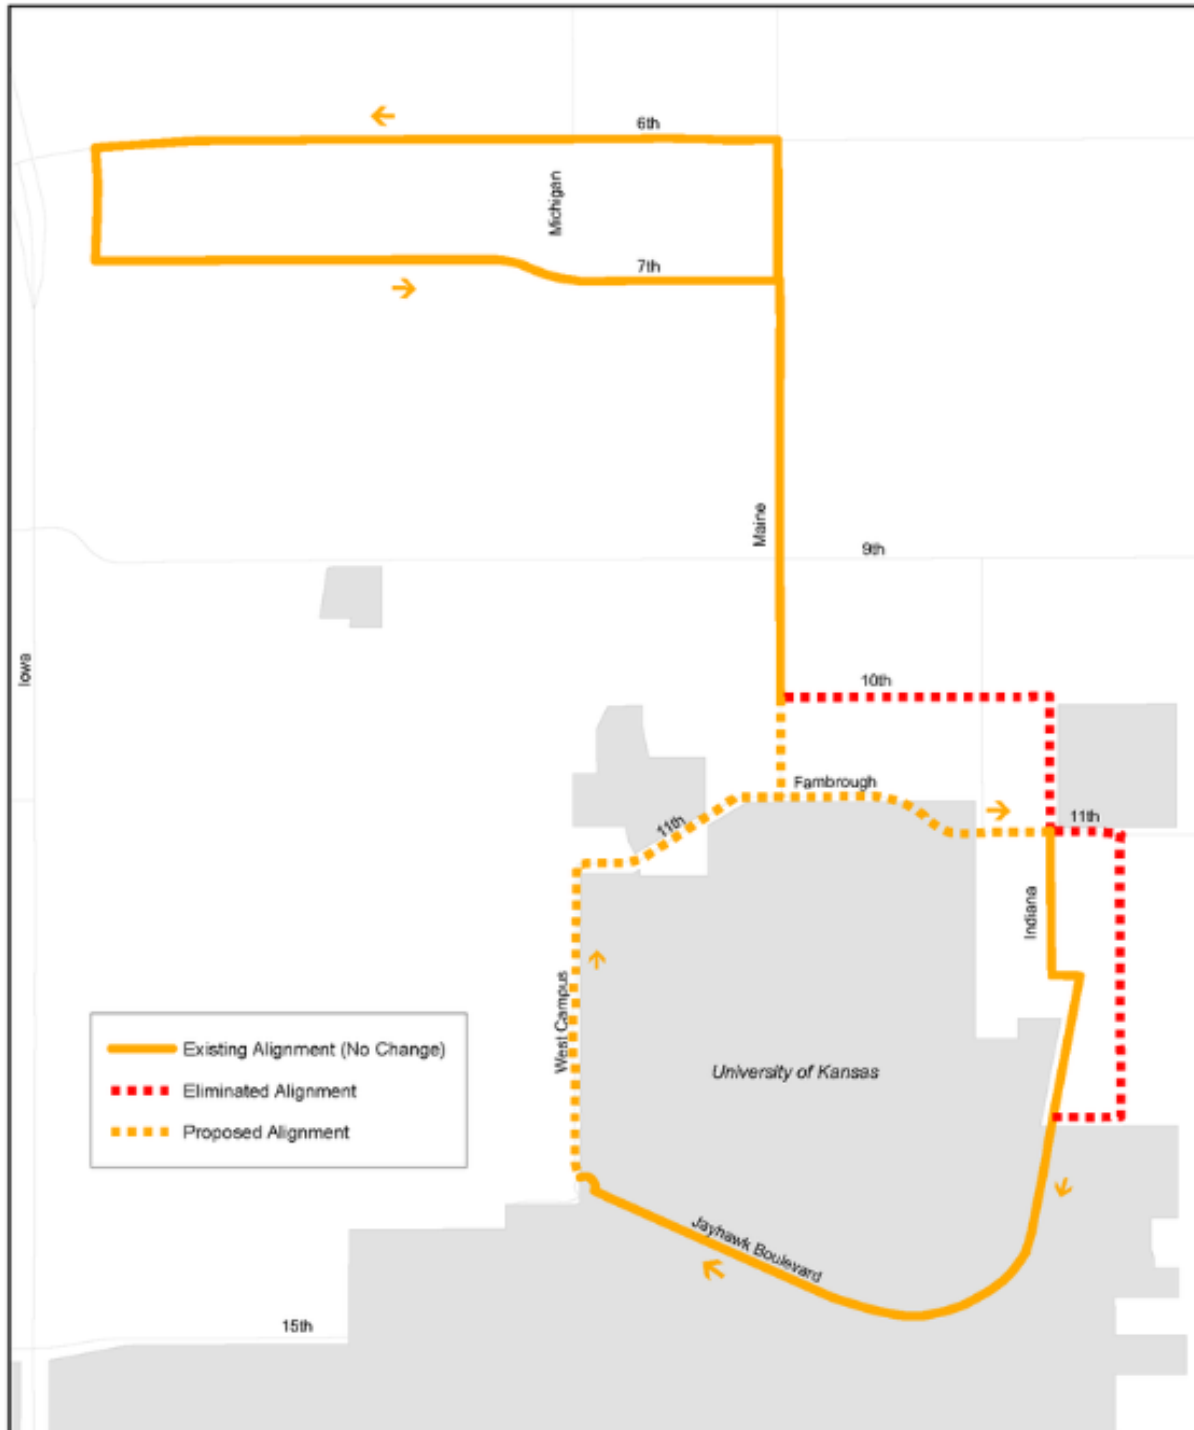 6th
Michigan
7th
Maine
9th
Iowa
10th
Fambrough
11th
11th
Indiana
West Campus
Existing Alignment (No Change)
Eliminated Alignment
Proposed Alignment
University of Kansas
Jayhawk Boulevard
15th